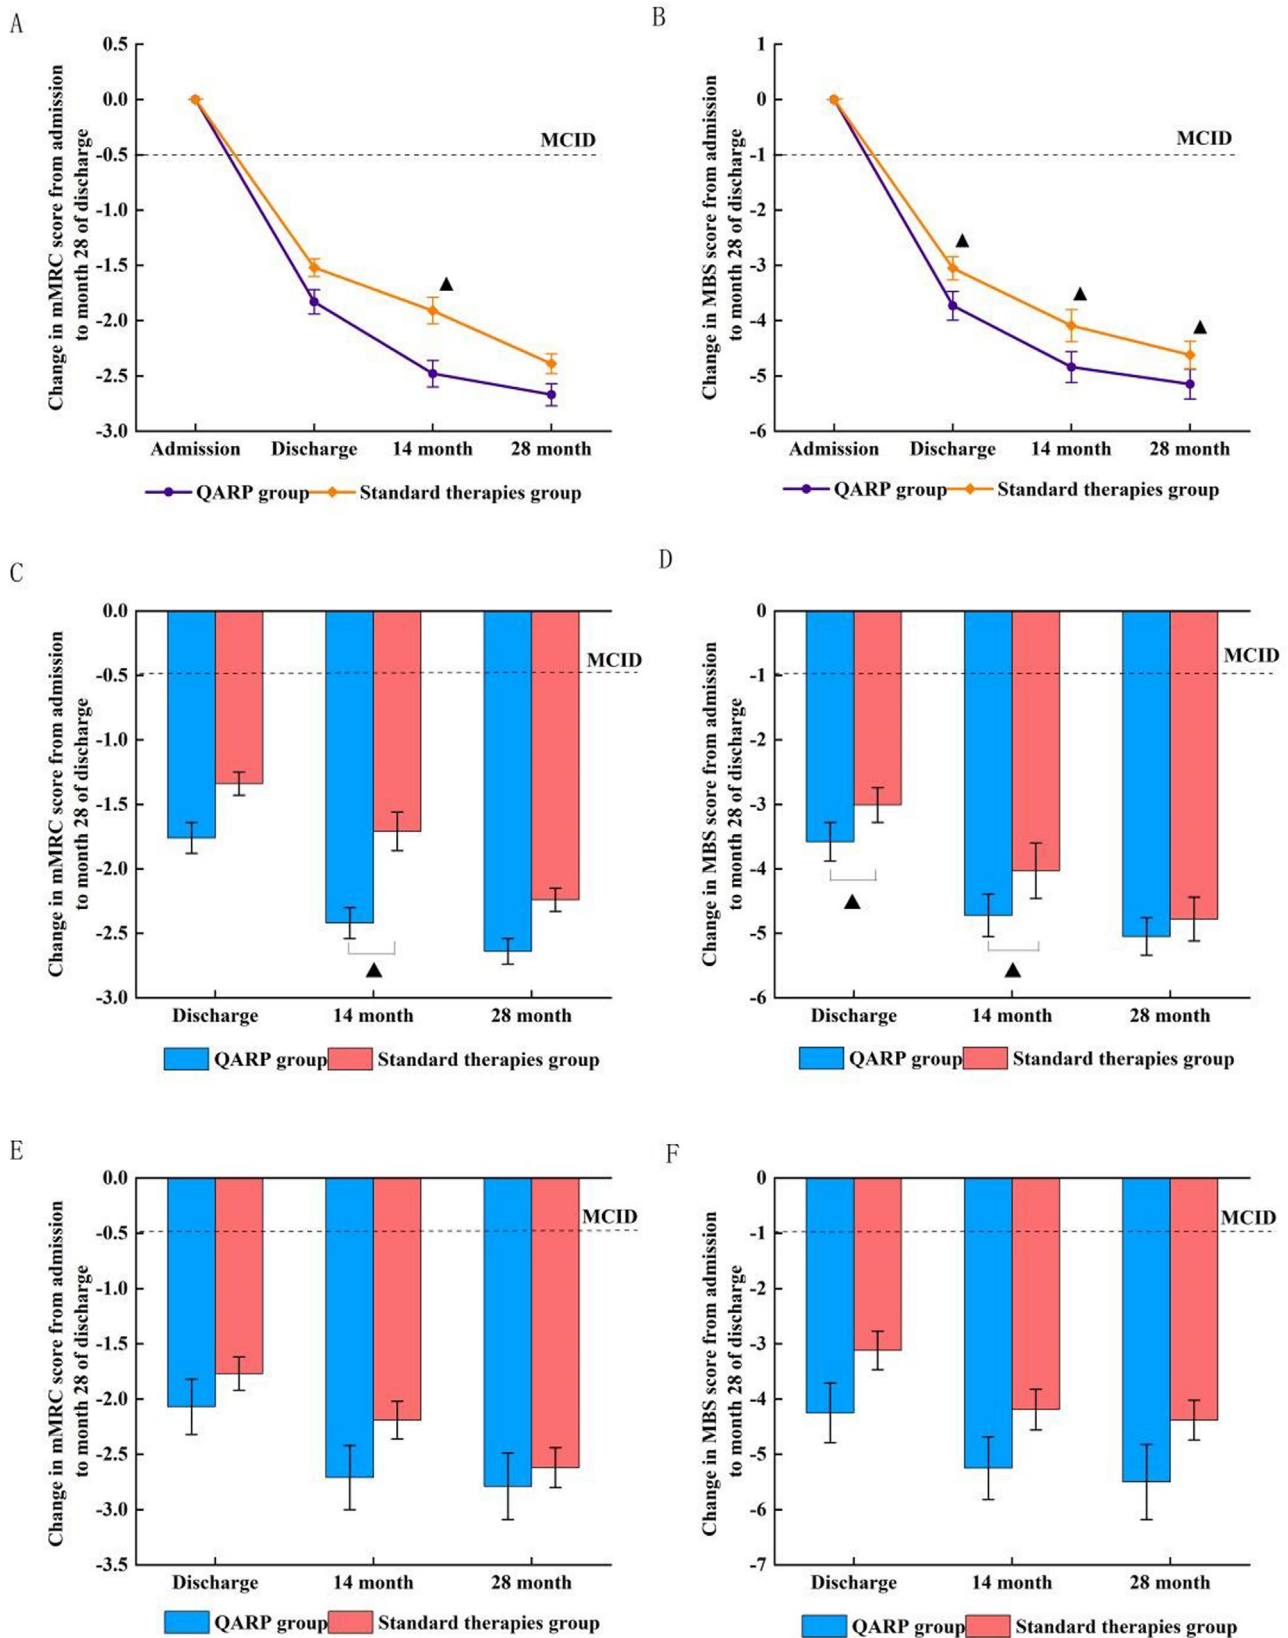 A
Change in mMRC score from admission
to month 28 of discharge
0.5
0.0
-0.5
-1.0
-1.5
-2.0
-2.5
-3.0
MCID
Admission Discharge 14 month 28 month
QARP group Standard therapies group
B
Change in MBS score from admission
to month 28 of discharge
1
0
-1
-2
-3
-4
-5
-6
MCID
Admission Discharge 14 month 28 month
QARP group Standard therapies group
C
Change in mMRC score from admission
to month 28 of discharge
0.0
-0.5
-1.0
-1.5
-2.0
-2.5
-3.0
MCID
Discharge 14 month 28 month
QARP group Standard therapies group
D
Change in MBS score from admission
to month 28 of discharge
0
-1
-2
-3
-4
-5
-6
MCID
Discharge 14 month 28 month
QARP group Standard therapies group
E
Change in mMRC score from admission
to month 28 of discharge
0.0
-0.5
-1.0
-1.5
-2.0
-2.5
-3.0
-3.5
MCID
Discharge 14 month 28 month
QARP group Standard therapies group
F
Change in MBS score from admission
to month 28 of discharge
0
-1
-2
-3
-4
-5
-6
-7
MCID
Discharge 14 month 28 month
QARP group Standard therapies group